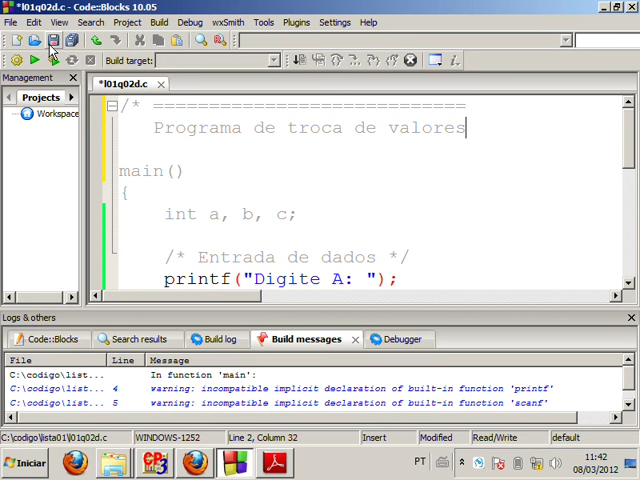 *l01q02d.c - Code::Blocks 10.05
File Edit View Search Project Build Debug wxSmith Tools Plugins Settings Help
Build target:
Management
Projects
Workspace
*l01q02d.c
/* ============================
Programa de troca de valores
main()
{
int a, b, c;
/* Entrada de dados */
printf("Digite A: ");
Logs & others
Code::Blocks Search results Build log Build messages Debugger
File Line Message
C:\codigo\list... In function 'main':
C:\codigo\list... 4 warning: incompatible implicit declaration of built-in function 'printf'
C:\codigo\list... 5 warning: incompatible implicit declaration of built-in function 'scanf'
C:\codigo\lista01\l01q02d.c WINDOWS-1252 Line 2, Column 32 Insert Modified Read/Write default
Iniciar PT 11:42
08/03/2012